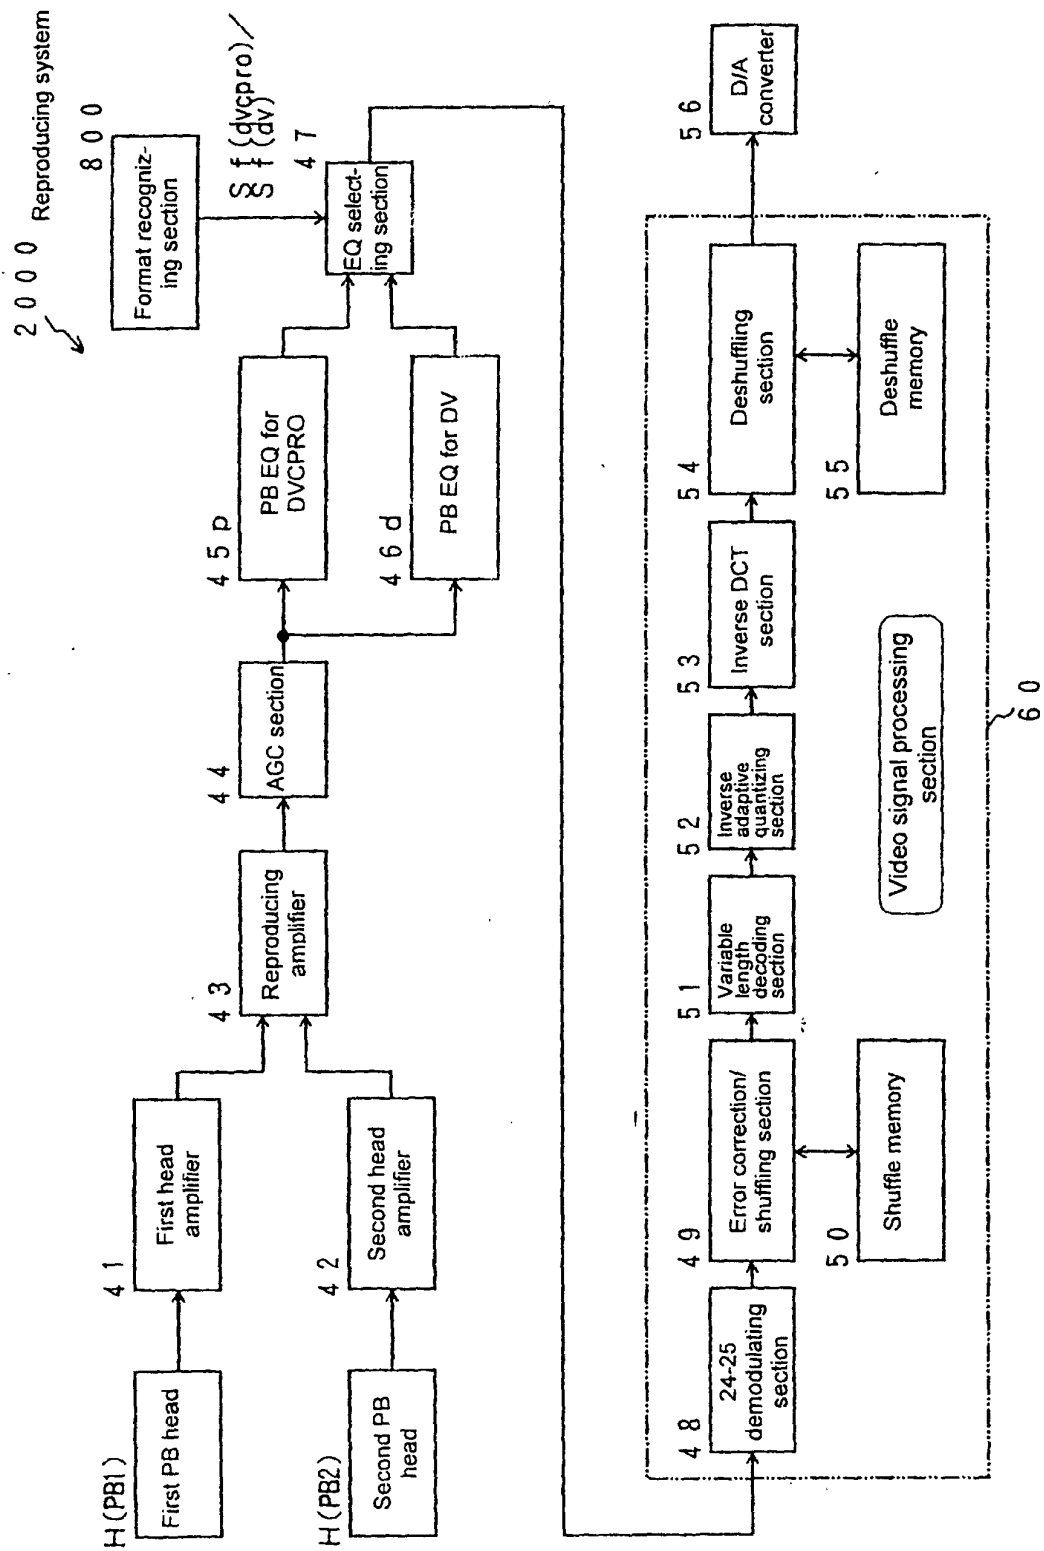 2000 Reproducing system
800
Format recogniz-
ing section
Sf(dvcpro)/
Sf(dv)
47
EQ select-
ing section
H(PB1)
First PB head
41
First head
amplifier
H(PB2)
Second PB
head
42
Second head
amplifier
43
Reproducing
amplifier
44
AGC section
45p
PB EQ for
DVCPRO
46d
PB EQ for DV
48
24-25
demodulating
section
49
Error correction/
shuffling section
50
Shuffle memory
51
Variable
length
decoding
section
52
Inverse
adaptive
quantizing
section
53
Inverse DCT
section
54
Deshuffling
section
55
Deshuffle
memory
56
D/A
converter
Video signal processing
section
60